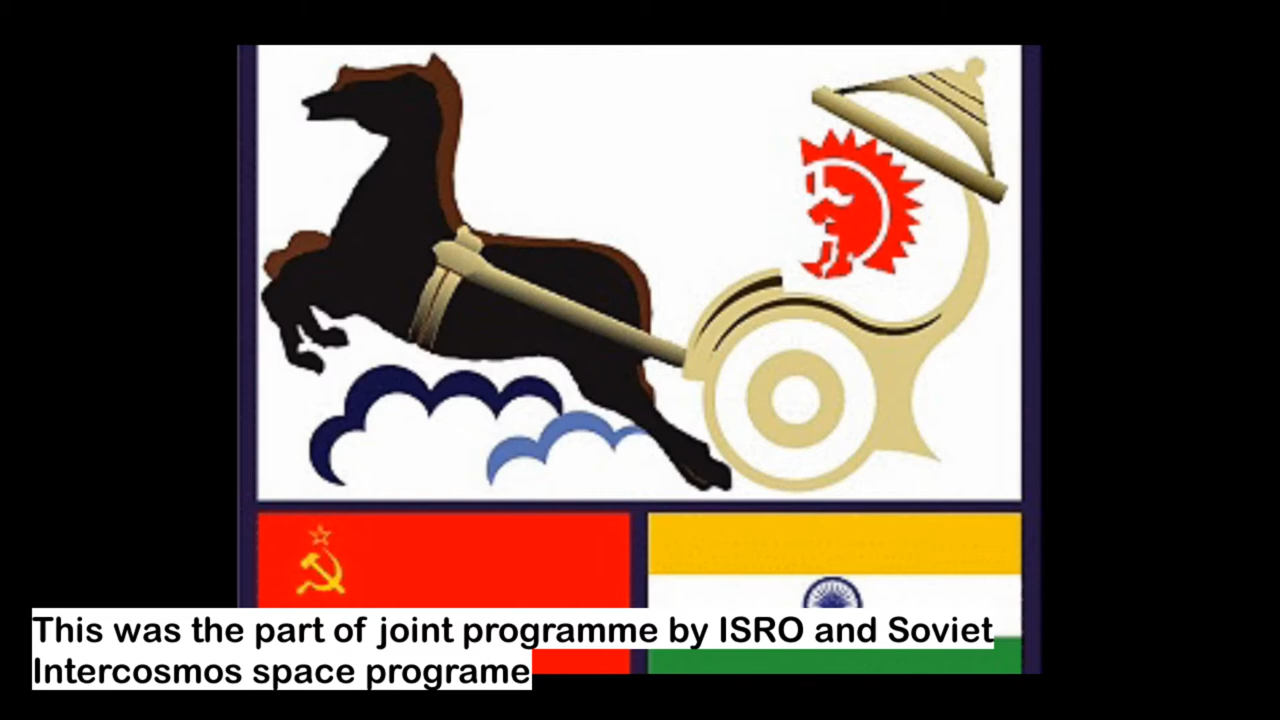 This was the part of joint programme by ISRO and Soviet
Intercosmos space programe